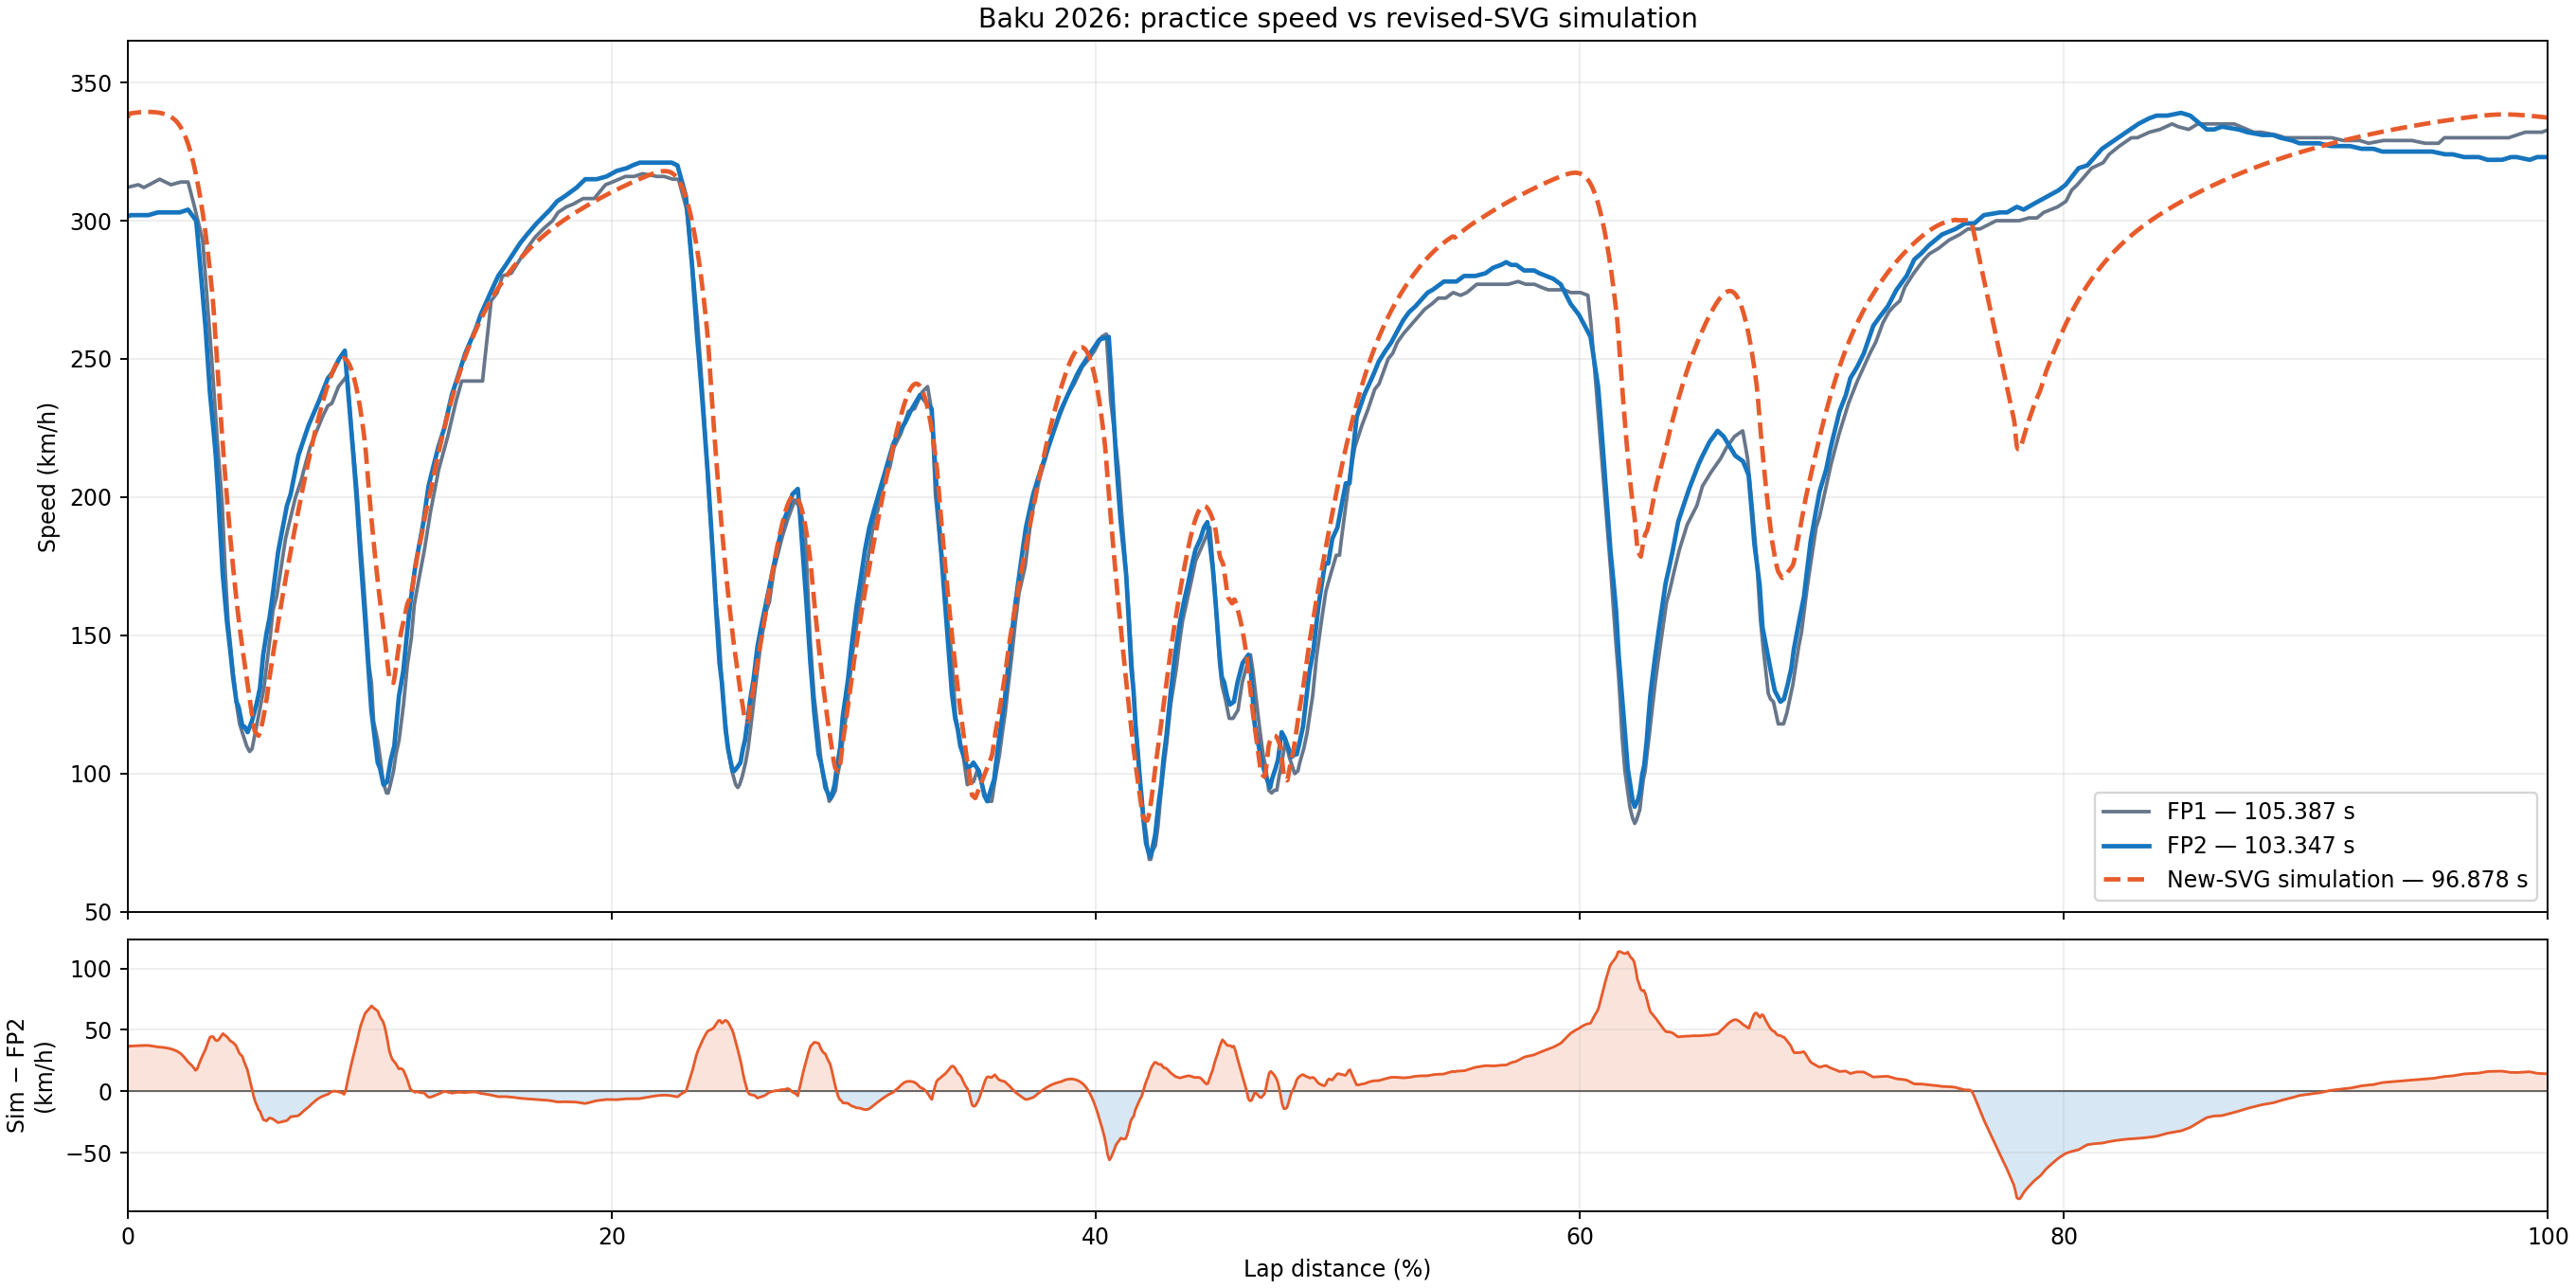 Baku 2026: practice speed vs revised-SVG simulation
350
300
250
200
150
100
50
Speed (km/h)
FP1 — 105.387 s
FP2 — 103.347 s
New-SVG simulation — 96.878 s
100
50
0
−50
Sim − FP2
(km/h)
0
20
40
60
80
100
Lap distance (%)